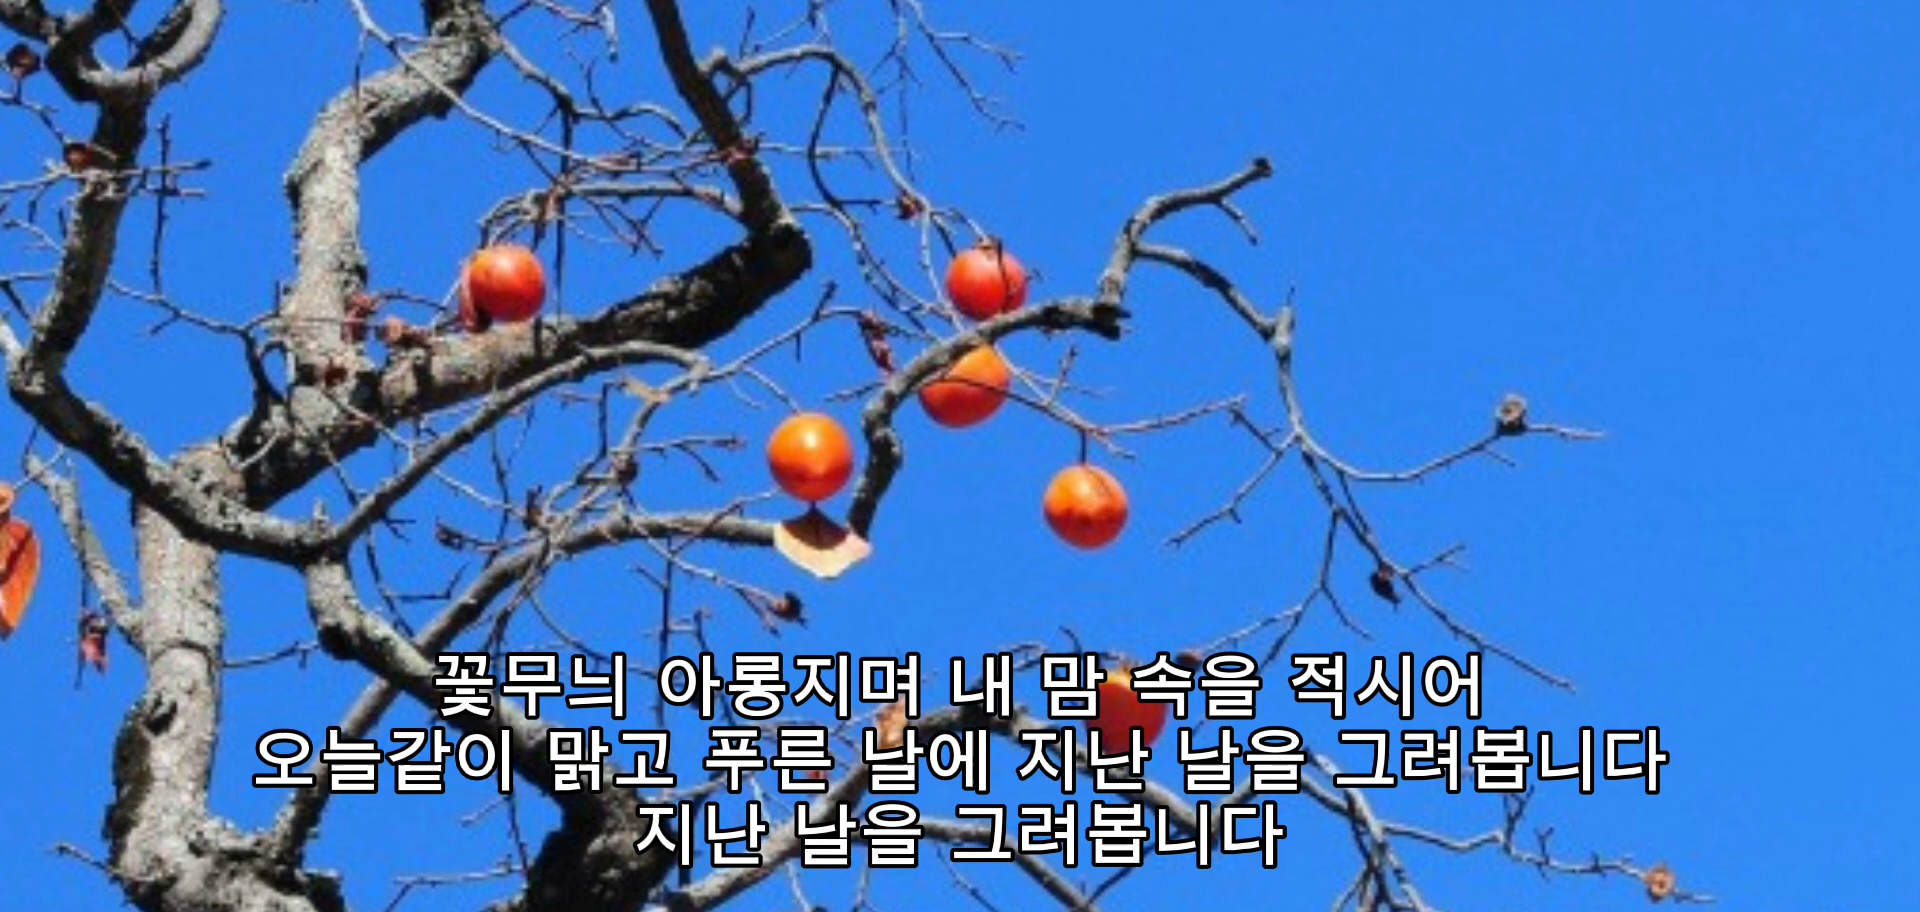 꽃무늬 아롱지며 내 맘 속을 적시어
오늘같이 맑고 푸른 날에 지난 날을 그려봅니다
지난 날을 그려봅니다